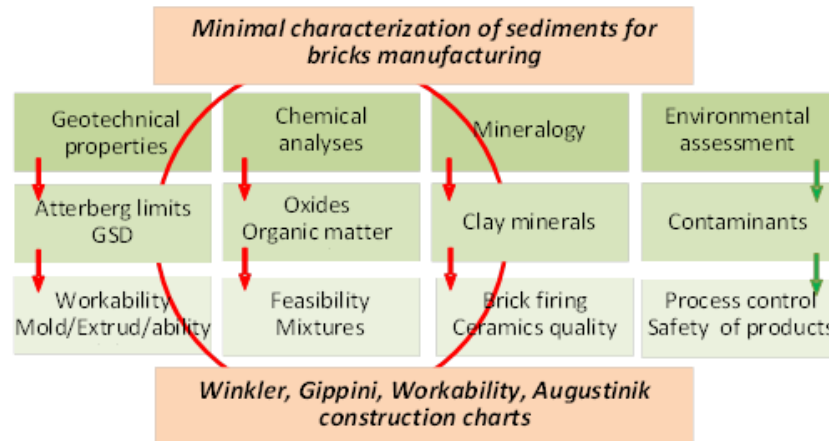 Minimal characterization of sediments for
bricks manufacturing
Geotechnical
properties
Chemical
analyses
Mineralogy
Environmental
assessment
Atterberg limits
GSD
Oxides
Organic matter
Clay minerals
Contaminants
Workability
Mold/Extrud/ability
Feasibility
Mixtures
Brick firing
Ceramics quality
Process control
Safety of products
Winkler, Gippini, Workability, Augustinik
construction charts